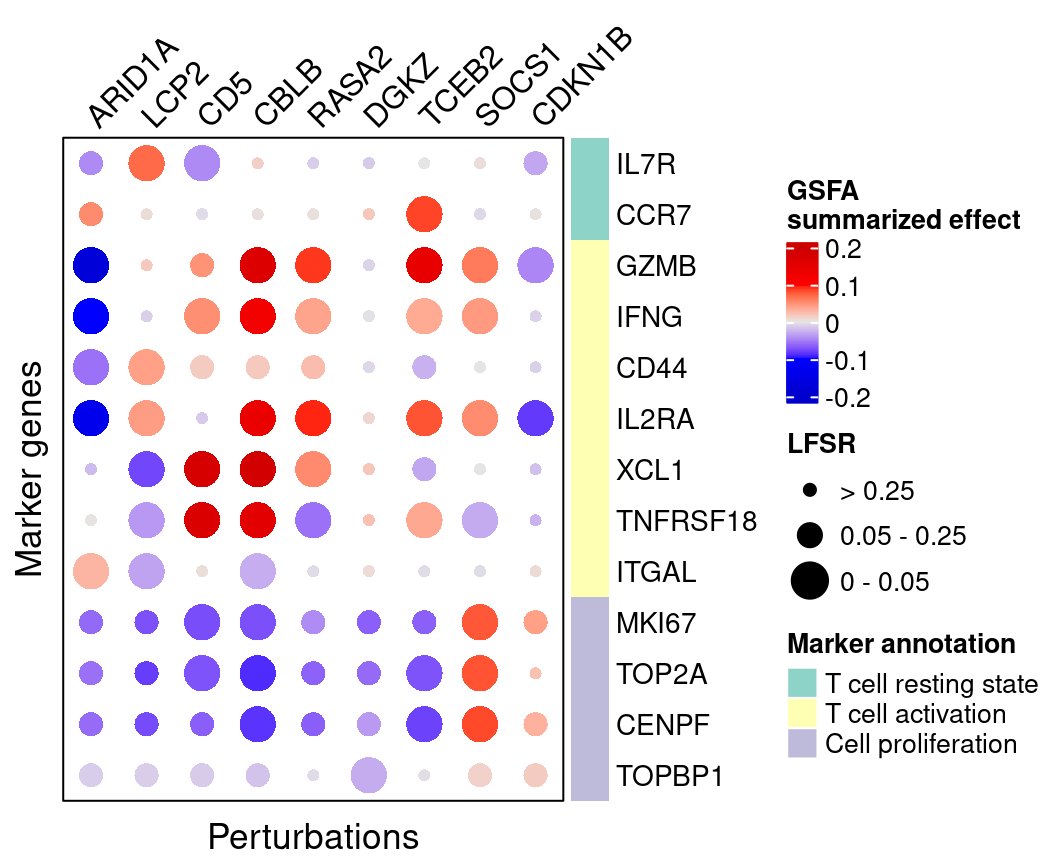 ARID1A
LCP2
CD5
CBLB
RASA2
DGKZ
TCEB2
SOCS1
CDKN1B
IL7R
CCR7
GZMB
IFNG
CD44
IL2RA
XCL1
TNFRSF18
ITGAL
MKI67
TOP2A
CENPF
TOPBP1
Marker genes
Perturbations
GSFA
summarized effect
0.2
0.1
0
-0.1
-0.2
LFSR
> 0.25
0.05 - 0.25
0 - 0.05
Marker annotation
T cell resting state
T cell activation
Cell proliferation